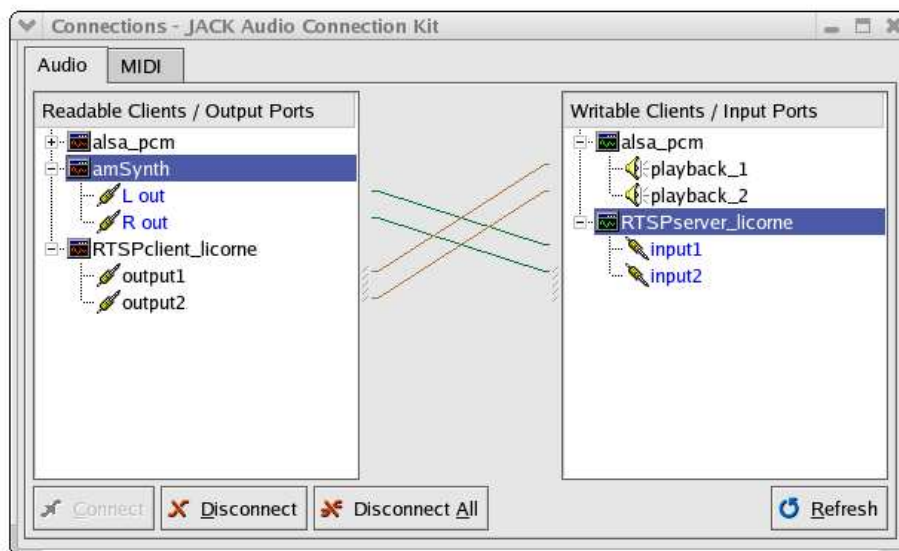 Connections - JACK Audio Connection Kit
Audio MIDI
Readable Clients / Output Ports
alsa_pcm
amSynth
L out
R out
RTSPclient_licorne
output1
output2
Writable Clients / Input Ports
alsa_pcm
playback_1
playback_2
RTSPserver_licorne
input1
input2
Connect Disconnect Disconnect All Refresh